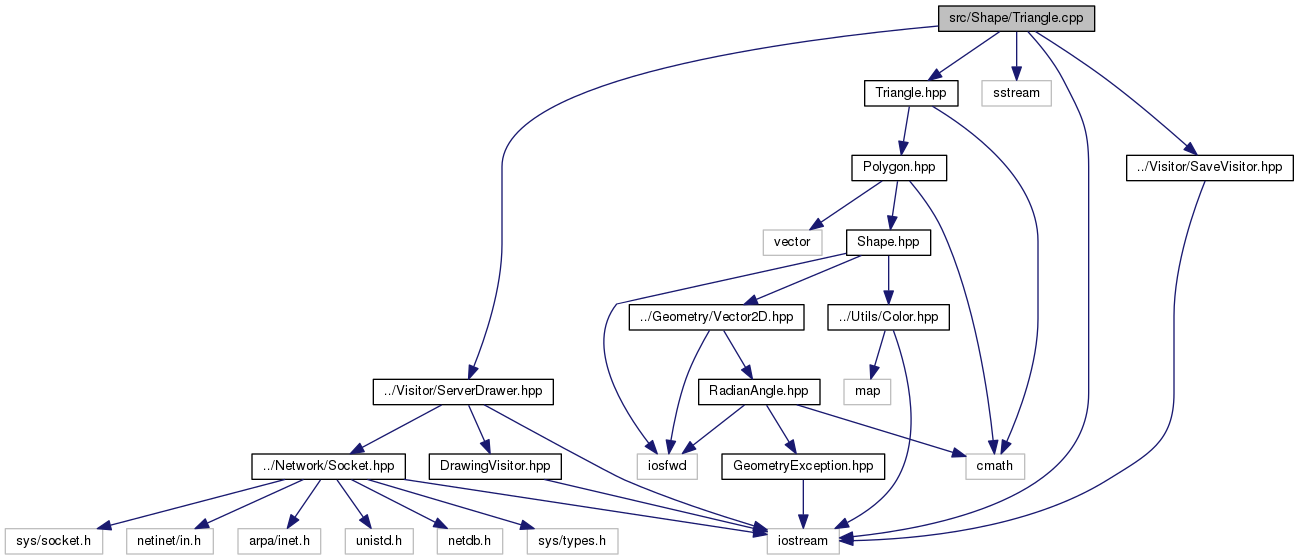 src/Shape/Triangle.cpp
Triangle.hpp
sstream
Polygon.hpp
../Visitor/SaveVisitor.hpp
vector
Shape.hpp
../Geometry/Vector2D.hpp
../Utils/Color.hpp
../Visitor/ServerDrawer.hpp
RadianAngle.hpp
map
../Network/Socket.hpp
DrawingVisitor.hpp
iosfwd
GeometryException.hpp
cmath
sys/socket.h
netinet/in.h
arpa/inet.h
unistd.h
netdb.h
sys/types.h
iostream